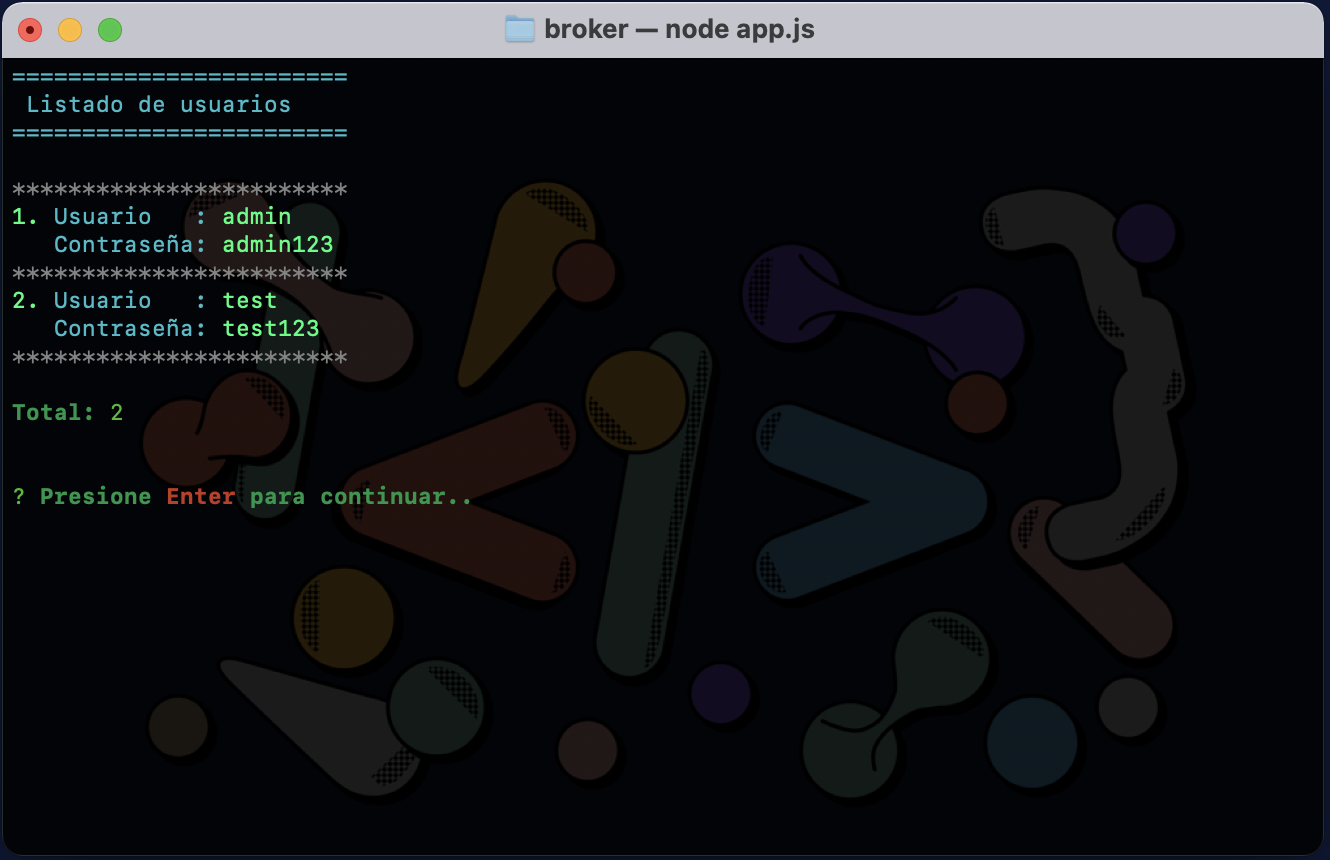 broker — node app.js
========================
Listado de usuarios
========================
************************
1. Usuario   : admin
Contraseña: admin123
************************
2. Usuario   : test
Contraseña: test123
************************
Total: 2
? Presione Enter para continuar..